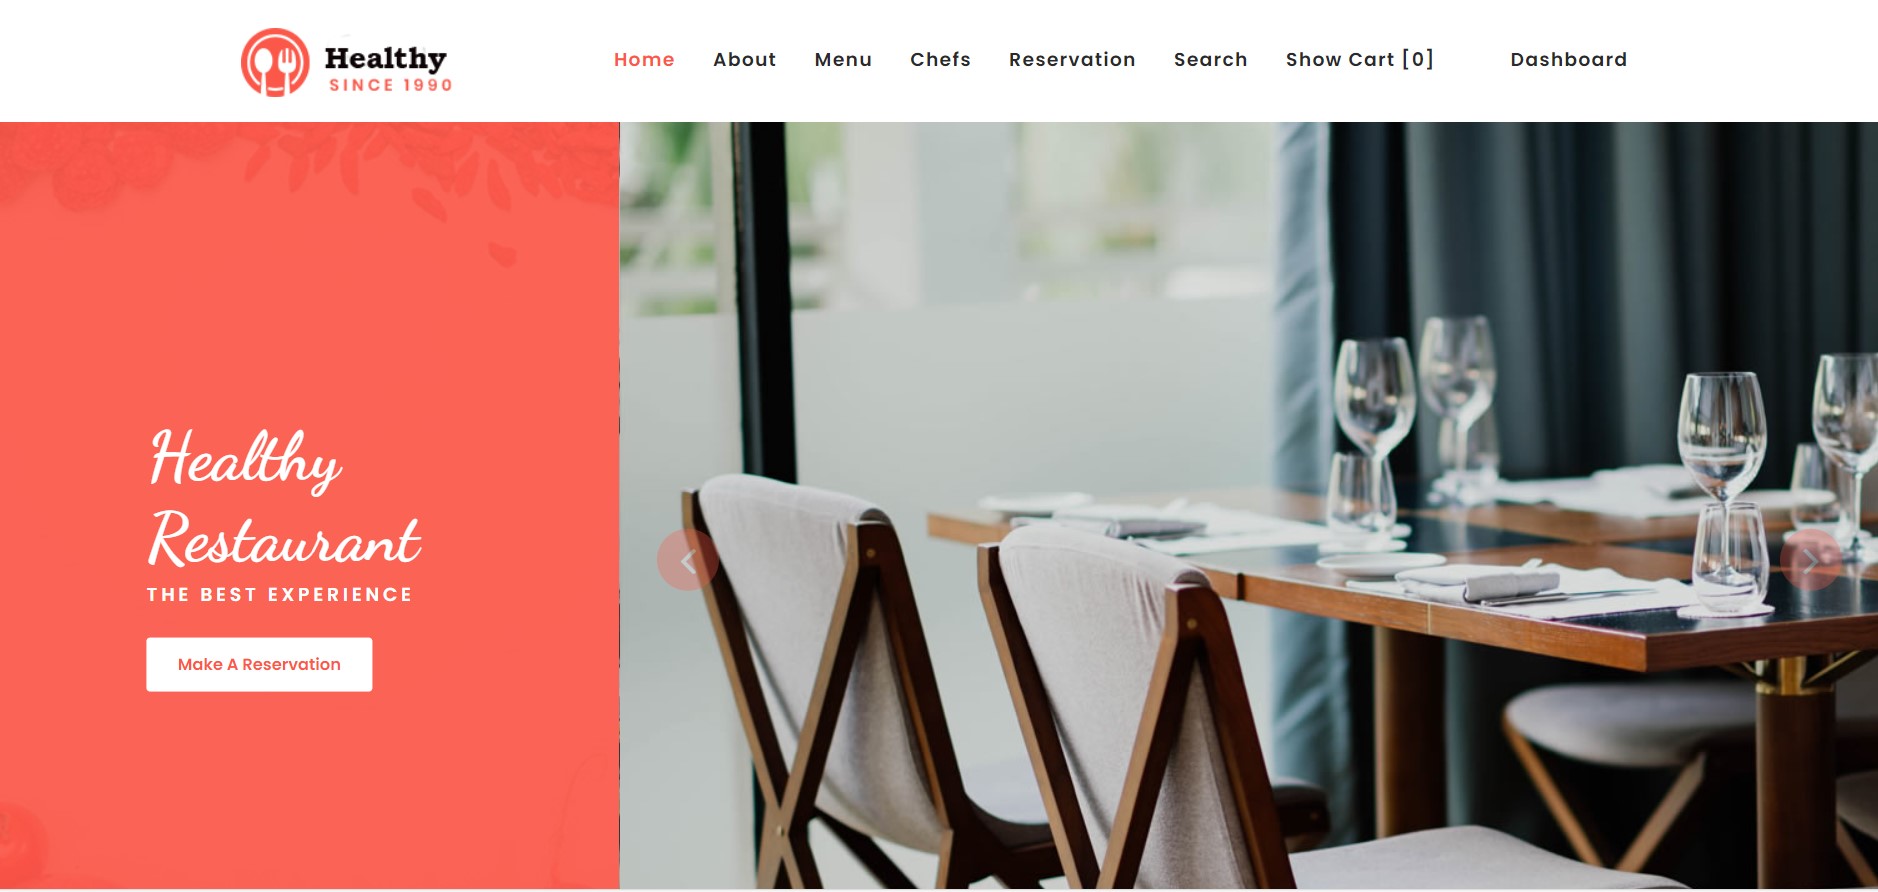 Healthy
SINCE 1990
Home About Menu Chefs Reservation Search Show Cart [0] Dashboard
Healthy
Restaurant
THE BEST EXPERIENCE
Make A Reservation